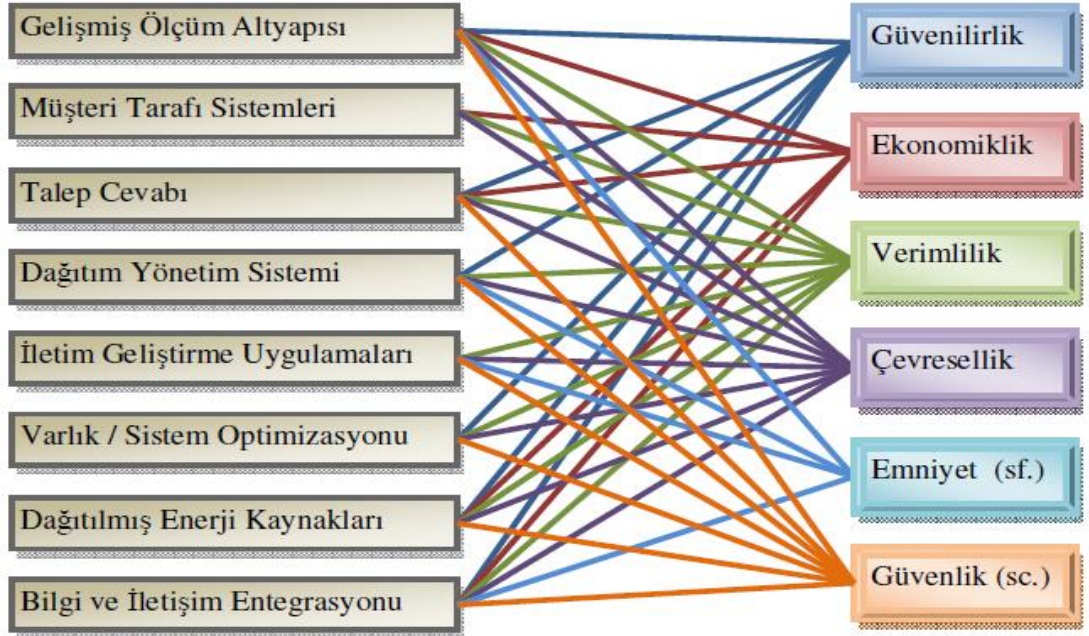 Gelişmiş Ölçüm Altyapısı
Müşteri Tarafı Sistemleri
Talep Cevabı
Dağıtım Yönetim Sistemi
İletim Geliştirme Uygulamaları
Varlık / Sistem Optimizasyonu
Dağıtılmış Enerji Kaynakları
Bilgi ve İletişim Entegrasyonu
Güvenilirlik
Ekonomiklik
Verimlilik
Çevresellik
Emniyet (sf.)
Güvenlik (sc.)